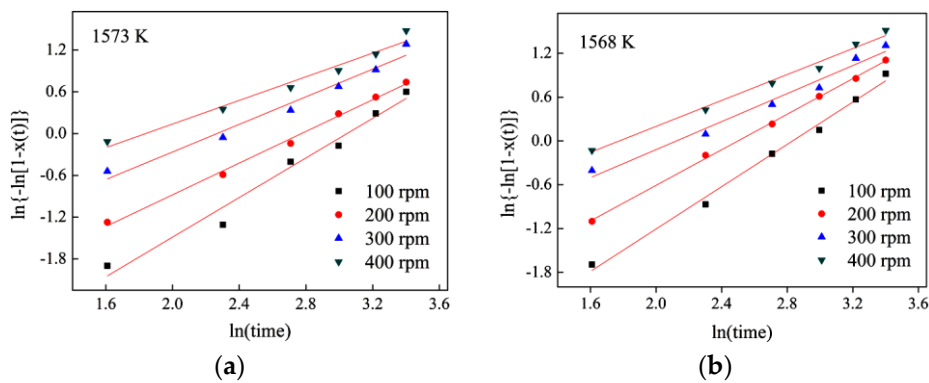 1573 K
ln{-ln[1-x(t)]}
1.2
0.6
0.0
-0.6
-1.2
-1.8
100 rpm
200 rpm
300 rpm
400 rpm
1.6 2.0 2.4 2.8 3.2 3.6
ln(time)
(a)
1568 K
ln{-ln[1-x(t)]}
1.2
0.6
0.0
-0.6
-1.2
-1.8
100 rpm
200 rpm
300 rpm
400 rpm
1.6 2.0 2.4 2.8 3.2 3.6
ln(time)
(b)